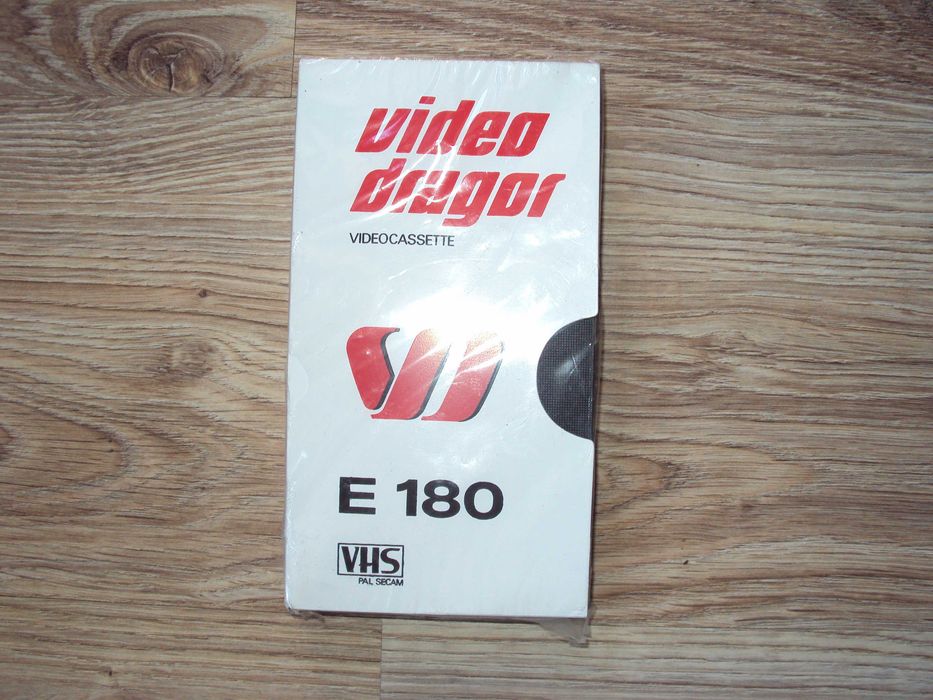 video
dragor
VIDEOCASSETTE
E 180
VHS
PAL SECAM